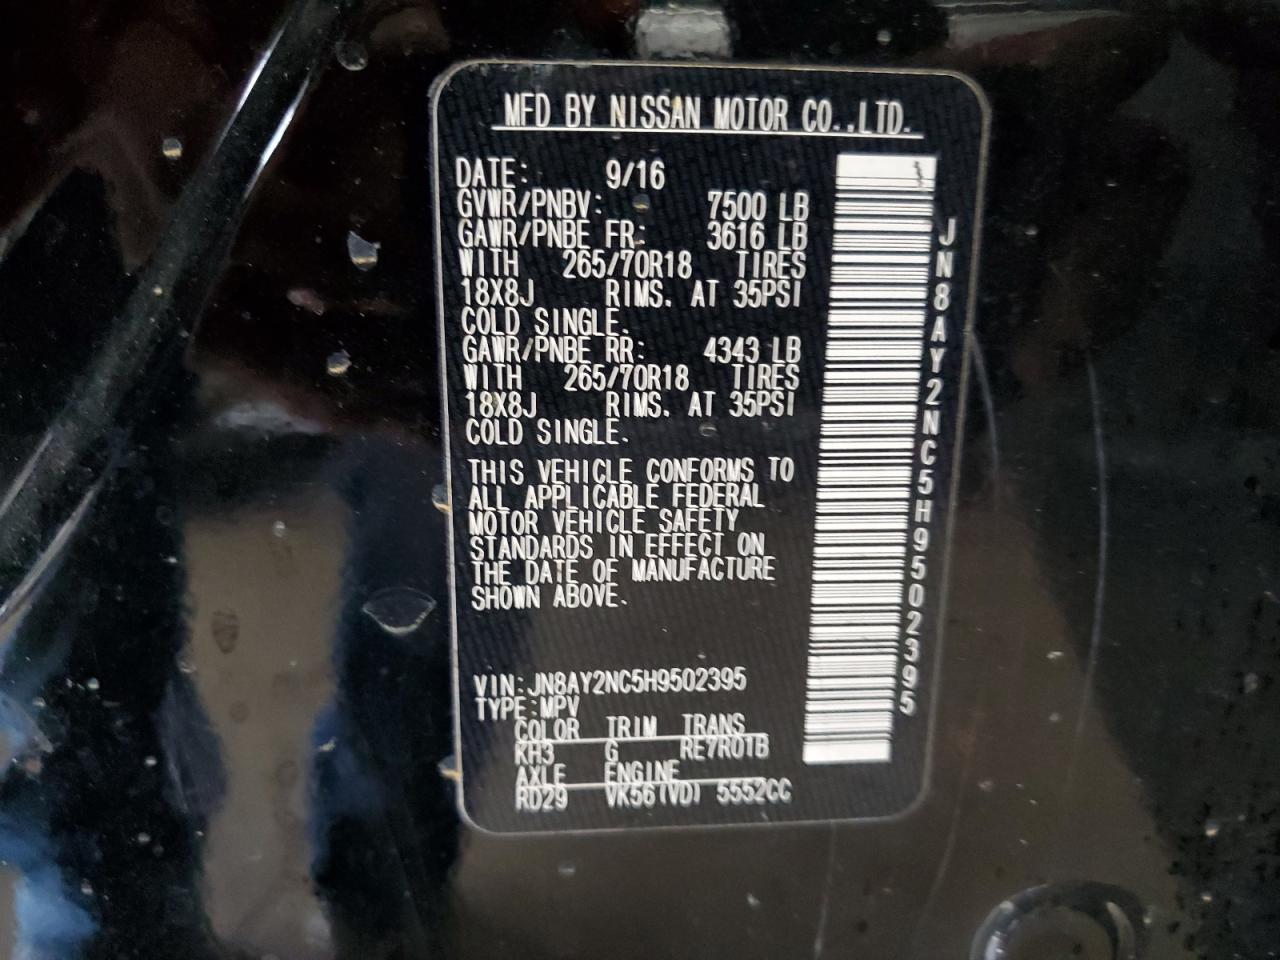 MFD BY NISSAN MOTOR CO.,LTD.
DATE: 9/16
GVWR/PNBV: 7500 LB
GAWR/PNBE FR: 3616 LB
WITH 265/70R18 TIRES
18X8J RIMS. AT 35PSI
COLD SINGLE.
GAWR/PNBE RR: 4343 LB
WITH 265/70R18 TIRES
18X8J RIMS. AT 35PSI
COLD SINGLE.
THIS VEHICLE CONFORMS TO
ALL APPLICABLE FEDERAL
MOTOR VEHICLE SAFETY
STANDARDS IN EFFECT ON
THE DATE OF MANUFACTURE
SHOWN ABOVE.
VIN:JN8AY2NC5H9502395
TYPE:MPV
COLOR TRIM TRANS
KH3 G RE7R01B
AXLE ENGINE
RD29 VK56(VD) 5552CC
JN8AY2NC5H9502395